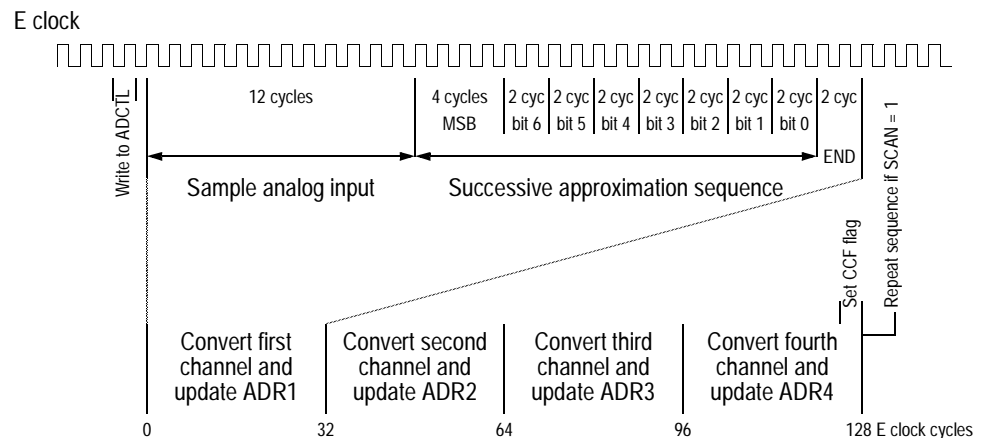 E clock
Write to ADCTL
12 cycles
4 cycles
MSB
2 cyc
bit 6
2 cyc
bit 5
2 cyc
bit 4
2 cyc
bit 3
2 cyc
bit 2
2 cyc
bit 1
2 cyc
bit 0
2 cyc
END
Sample analog input
Successive approximation sequence
Set CCF flag
Repeat sequence if SCAN = 1
Convert first
channel and
update ADR1
Convert second
channel and
update ADR2
Convert third
channel and
update ADR3
Convert fourth
channel and
update ADR4
0
32
64
96
128 E clock cycles